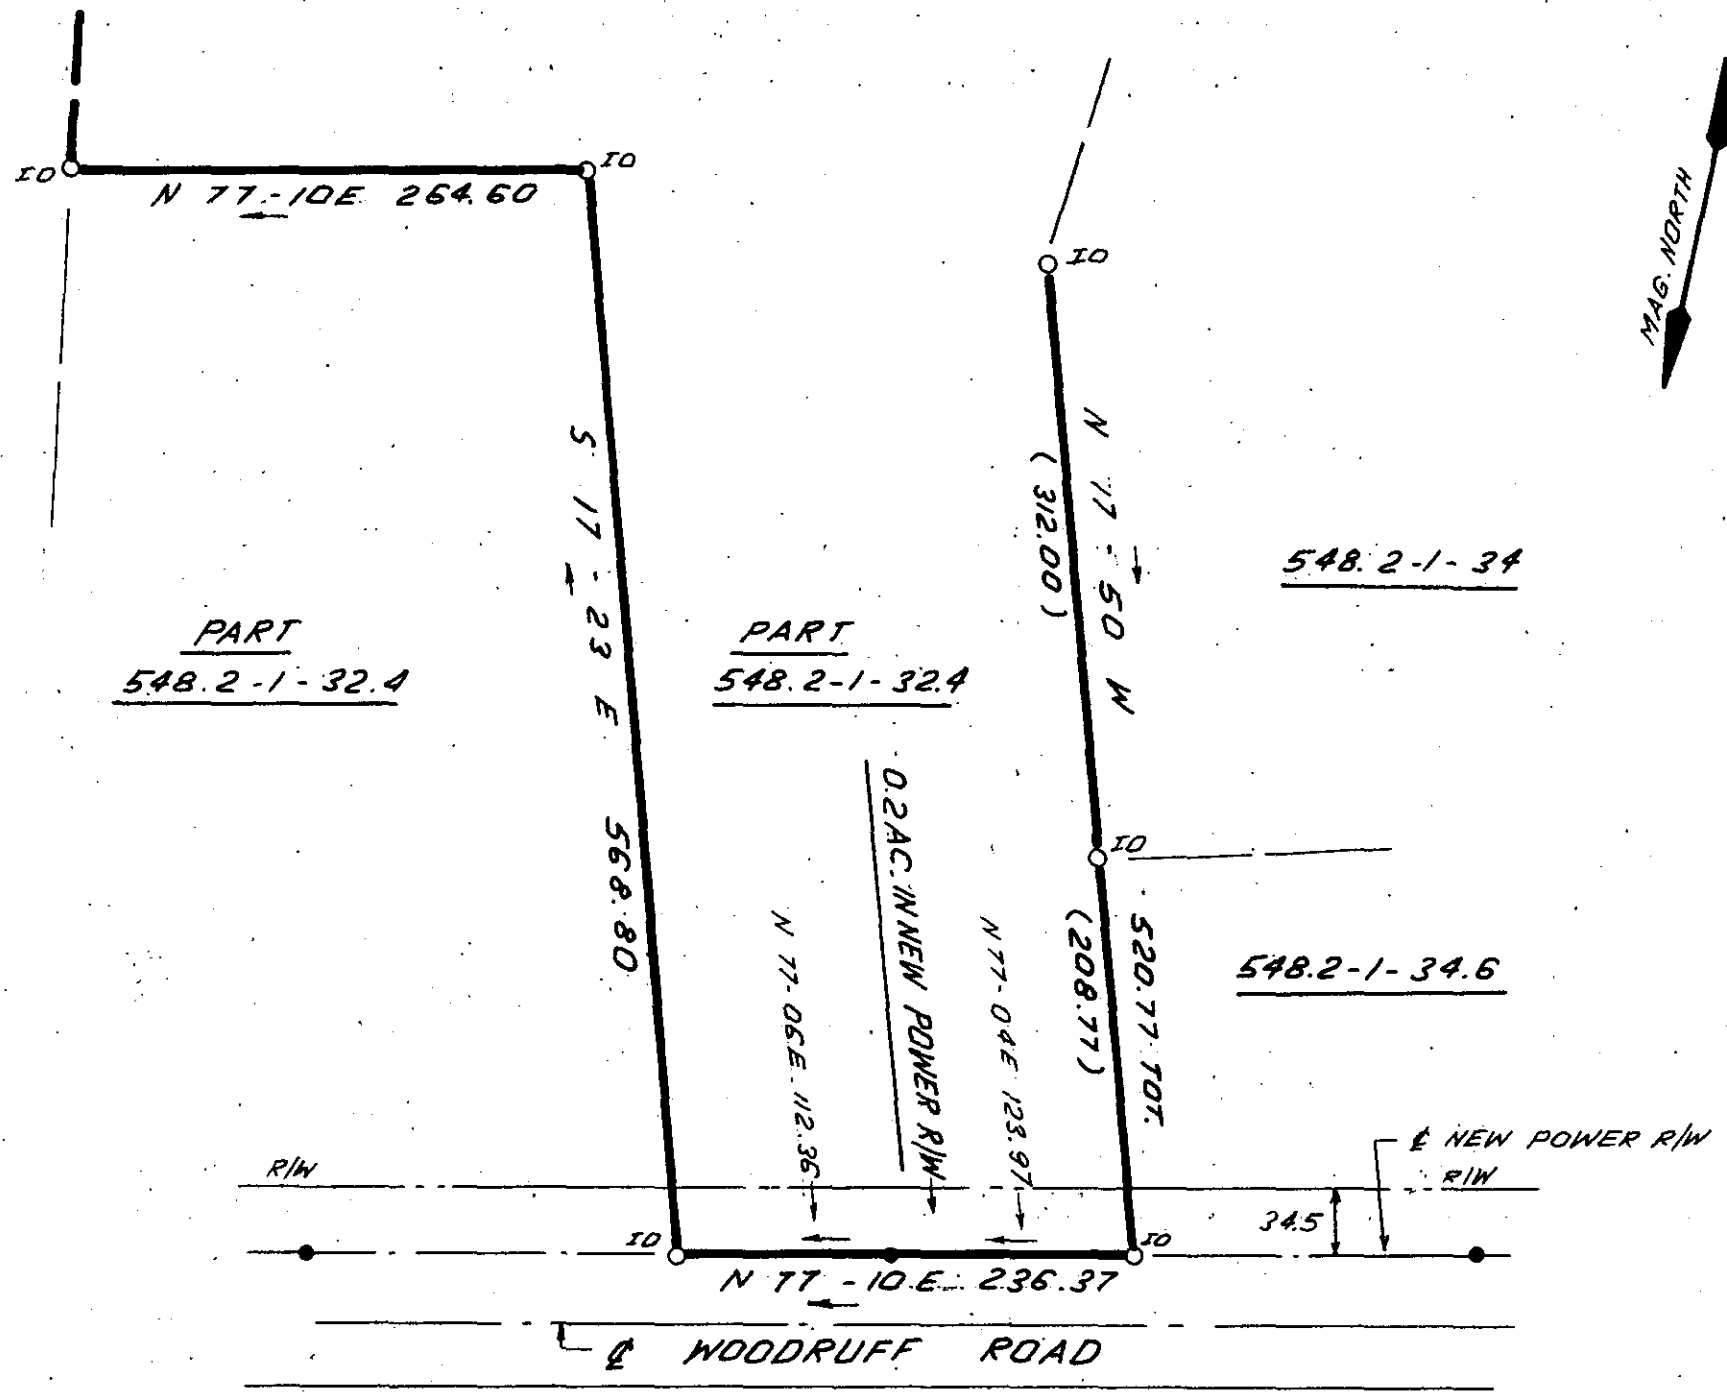 IO
IO
N 77-10E 264.60
IO
MAG. NORTH
S 17-23 E 568.80
N 17-50 W
(312.00)
548.2-1-34
PART
548.2-1-32.4
PART
548.2-1-32.4
0.2 AC. IN NEW POWER R/W
IO
N 77-06E 112.36
N 77-04E 123.97
(208.77)
520.77 TOT.
548.2-1-34.6
℄ NEW POWER R/W
R/W
R/W
34.5
IO
IO
N 77-10 E 236.37
℄ WOODRUFF ROAD